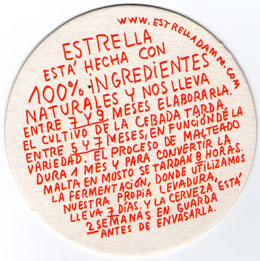 WWW.ESTRELLADAMM.COM
ESTRELLA
ESTÁ HECHA CON
100% INGREDIENTES
NATURALES Y NOS LLEVA
ENTRE 7 Y 9 MESES ELABORARLA.
EL CULTIVO DE LA CEBADA TARDA
ENTRE 5 Y 7 MESES, EN FUNCIÓN DE LA
VARIEDAD. EL PROCESO DE MALTEADO
DURA 1 MES Y PARA CONVERTIR LA
MALTA EN MOSTO SE TARDAN 8 HORAS.
LA FERMENTACIÓN, DONDE UTILIZAMOS
NUESTRA PROPIA LEVADURA,
LLEVA 7 DÍAS. Y LA CERVEZA ESTÁ
2 SEMANAS EN GUARDA
ANTES DE ENVASARLA.